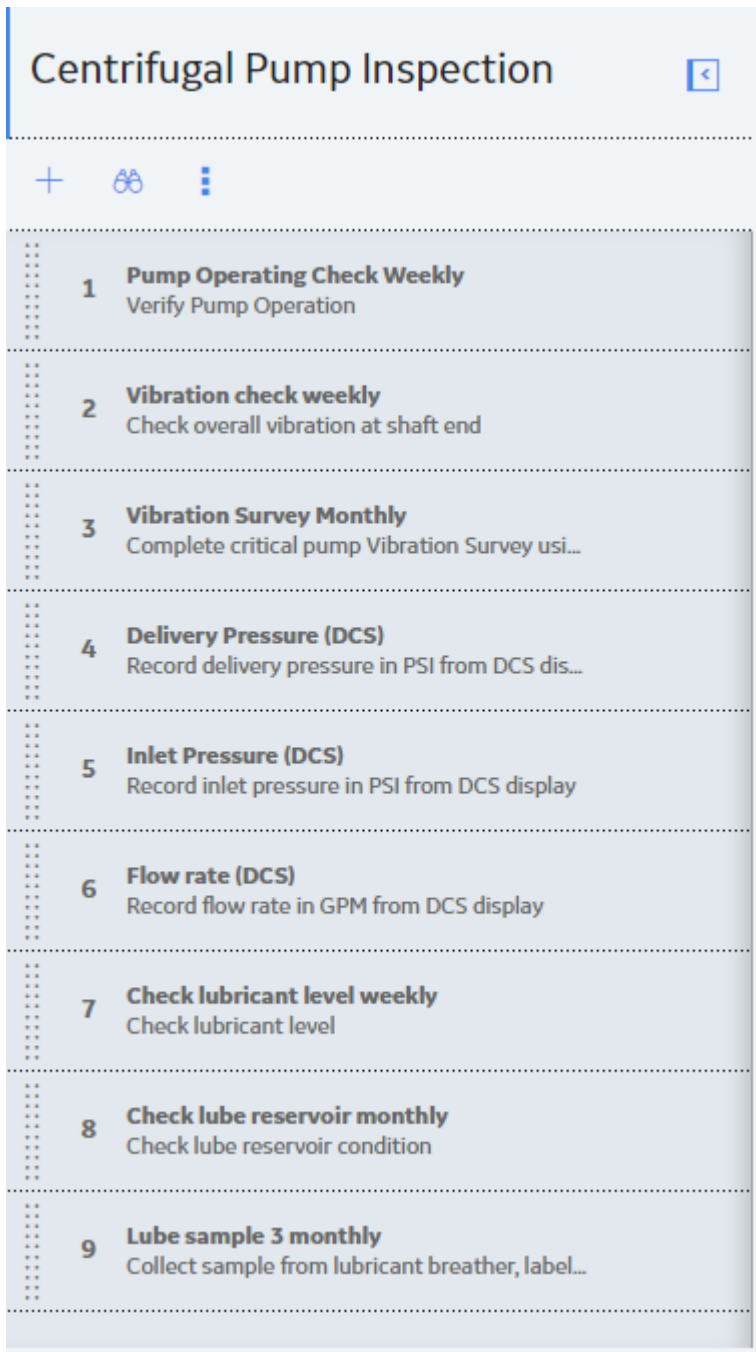 Centrifugal Pump Inspection
1
Pump Operating Check Weekly
Verify Pump Operation
2
Vibration check weekly
Check overall vibration at shaft end
3
Vibration Survey Monthly
Complete critical pump Vibration Survey usi...
4
Delivery Pressure (DCS)
Record delivery pressure in PSI from DCS dis...
5
Inlet Pressure (DCS)
Record inlet pressure in PSI from DCS display
6
Flow rate (DCS)
Record flow rate in GPM from DCS display
7
Check lubricant level weekly
Check lubricant level
8
Check lube reservoir monthly
Check lube reservoir condition
9
Lube sample 3 monthly
Collect sample from lubricant breather, label...